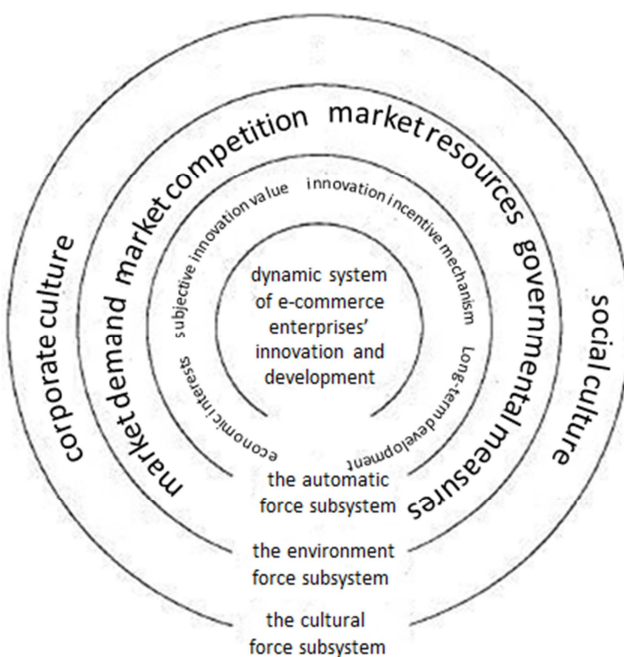 corporate culture
social culture
market demand
market competition
market resources
governmental measures
economic interests
subjective innovation value
innovation incentive mechanism
Long-term development
dynamic system
of e-commerce
enterprises'
innovation and
development
the automatic
force subsystem
the environment
force subsystem
the cultural
force subsystem